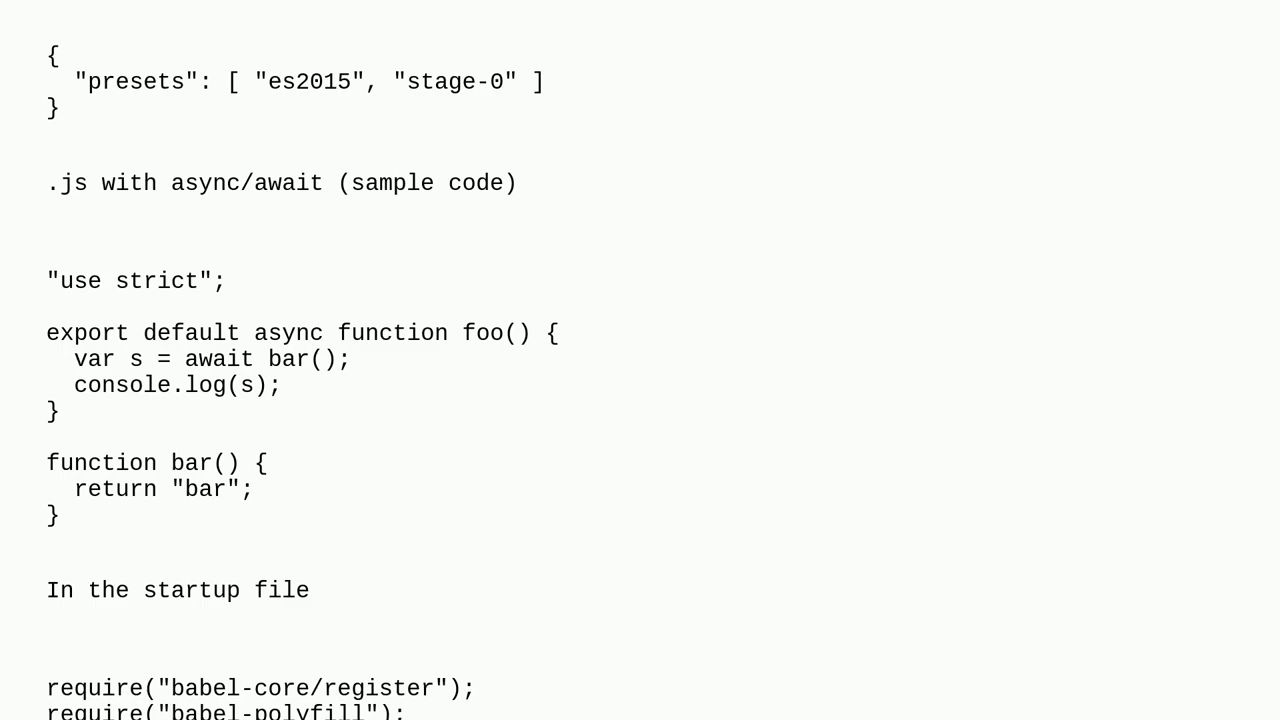 {
  "presets": [ "es2015", "stage-0" ]
}
.js with async/await (sample code)
"use strict";
export default async function foo() {
  var s = await bar();
  console.log(s);
}
function bar() {
  return "bar";
}
In the startup file
require("babel-core/register");
require("babel-polyfill");